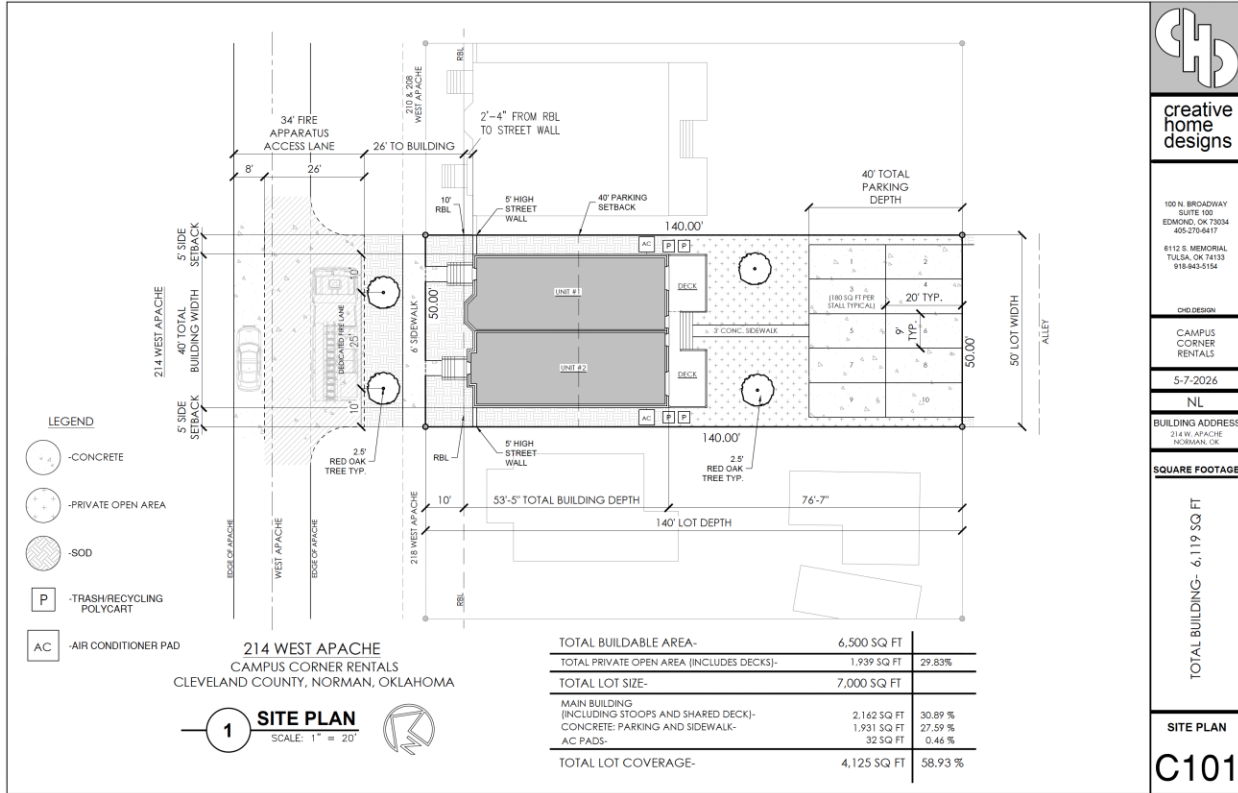 34' FIRE
APPARATUS
ACCESS LANE
26' TO BUILDING
8'
26'
210 & 208
WEST APACHE
RBL
2'-4" FROM RBL
TO STREET WALL
10'
RBL
5' HIGH
STREET
WALL
40' PARKING
SETBACK
140.00'
40' TOTAL
PARKING
DEPTH
5' SIDE
SETBACK
214 WEST APACHE
40' TOTAL
BUILDING WIDTH
5' SIDE
SETBACK
10'
25'
10'
DEDICATED FIRE LANE
6' SIDEWALK
50.00'
AC
P
P
UNIT #1
DECK
UNIT #2
DECK
3' CONC. SIDEWALK
AC
P
P
1
2
3
4
(180 SQ FT PER
STALL TYPICAL)
20' TYP.
5
6
9'
TYP.
7
8
9
10
50.00'
50' LOT WIDTH
ALLEY
2.5'
RED OAK
TREE TYP.
RBL
5' HIGH
STREET
WALL
140.00'
2.5'
RED OAK
TREE TYP.
10'
53'-5" TOTAL BUILDING DEPTH
76'-7"
140' LOT DEPTH
218 WEST APACHE
RBL
EDGE OF APACHE
WEST APACHE
EDGE OF APACHE
LEGEND
-CONCRETE
-PRIVATE OPEN AREA
-SOD
P
-TRASH/RECYCLING
POLYCART
AC
-AIR CONDITIONER PAD
214 WEST APACHE
CAMPUS CORNER RENTALS
CLEVELAND COUNTY, NORMAN, OKLAHOMA
1
SITE PLAN
SCALE: 1" = 20'
N
TOTAL BUILDABLE AREA- 6,500 SQ FT
TOTAL PRIVATE OPEN AREA (INCLUDES DECKS)- 1,939 SQ FT 29.83%
TOTAL LOT SIZE- 7,000 SQ FT
MAIN BUILDING
(INCLUDING STOOPS AND SHARED DECK)- 2,162 SQ FT 30.89 %
CONCRETE: PARKING AND SIDEWALK- 1,931 SQ FT 27.59 %
AC PADS- 32 SQ FT 0.46 %
TOTAL LOT COVERAGE- 4,125 SQ FT 58.93 %
CHD
creative
home
designs
100 N. BROADWAY
SUITE 100
EDMOND, OK 73034
405-270-6417
6112 S. MEMORIAL
TULSA, OK 74133
918-943-5154
CHD.DESIGN
CAMPUS
CORNER
RENTALS
5-7-2026
NL
BUILDING ADDRESS
214 W. APACHE
NORMAN, OK
SQUARE FOOTAGE
TOTAL BUILDING- 6,119 SQ FT
SITE PLAN
C101